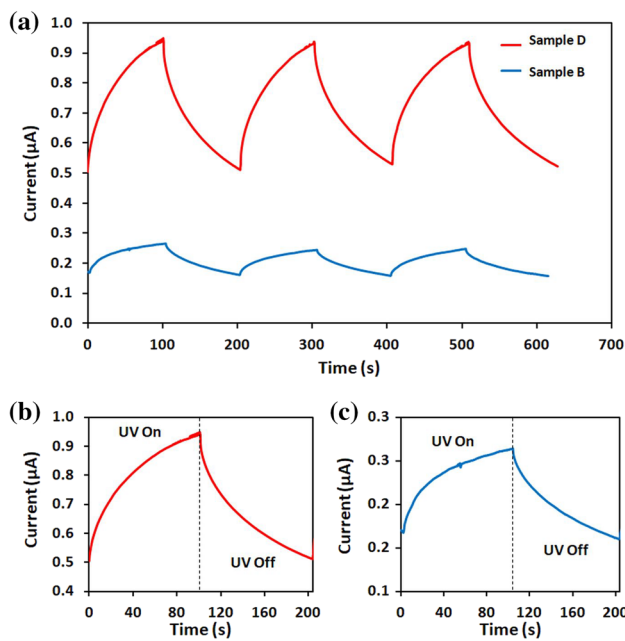 (a)
1.0
0.9
0.8
0.7
0.6
0.5
0.4
0.3
0.2
0.1
0.0
Current (µA)
Sample D
Sample B
0 100 200 300 400 500 600 700
Time (s)
(b)
1.0
0.9
0.8
0.7
0.6
0.5
0.4
Current (µA)
UV On
UV Off
0 40 80 120 160 200
Time (s)
(c)
0.3
0.3
0.2
0.2
0.1
Current (µA)
UV On
UV Off
0 40 80 120 160 200
Time (s)